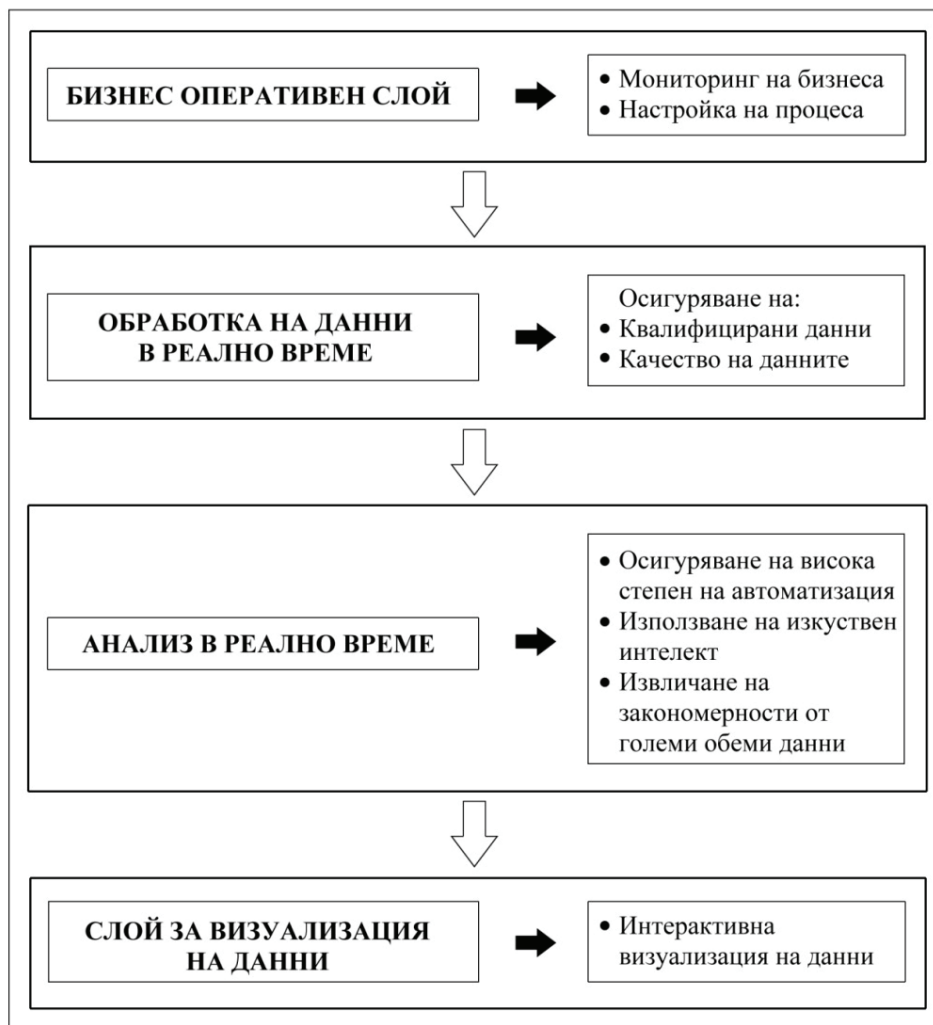 БИЗНЕС ОПЕРАТИВЕН СЛОЙ
• Мониторинг на бизнеса
• Настройка на процеса
ОБРАБОТКА НА ДАННИ
В РЕАЛНО ВРЕМЕ
Осигуряване на:
• Квалифицирани данни
• Качество на данните
АНАЛИЗ В РЕАЛНО ВРЕМЕ
• Осигуряване на висока
степен на автоматизация
• Използване на изкуствен
интелект
• Извличане на
закономерности от
големи обеми данни
СЛОЙ ЗА ВИЗУАЛИЗАЦИЯ
НА ДАННИ
• Интерактивна
визуализация на данни